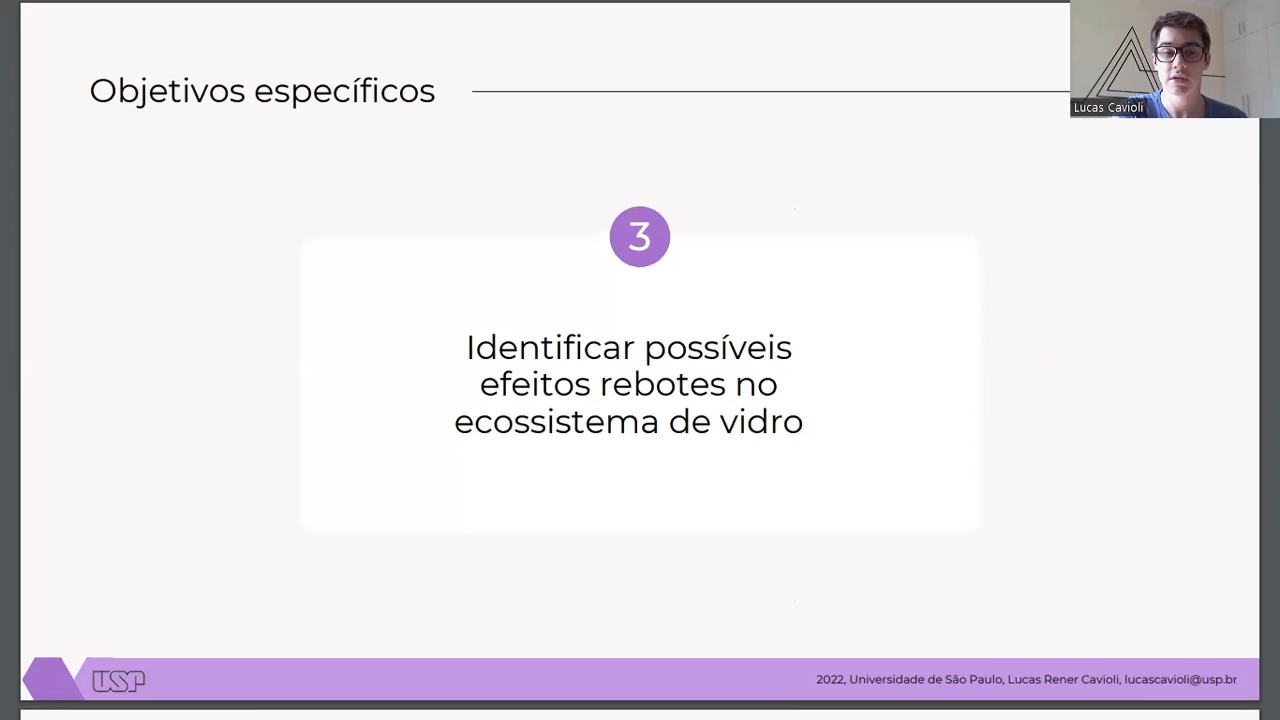 Objetivos específicos
Lucas Cavioli
3
Identificar possíveis
efeitos rebotes no
ecossistema de vidro
USP
2022, Universidade de São Paulo, Lucas Rener Cavioli, lucascavioli@usp.br